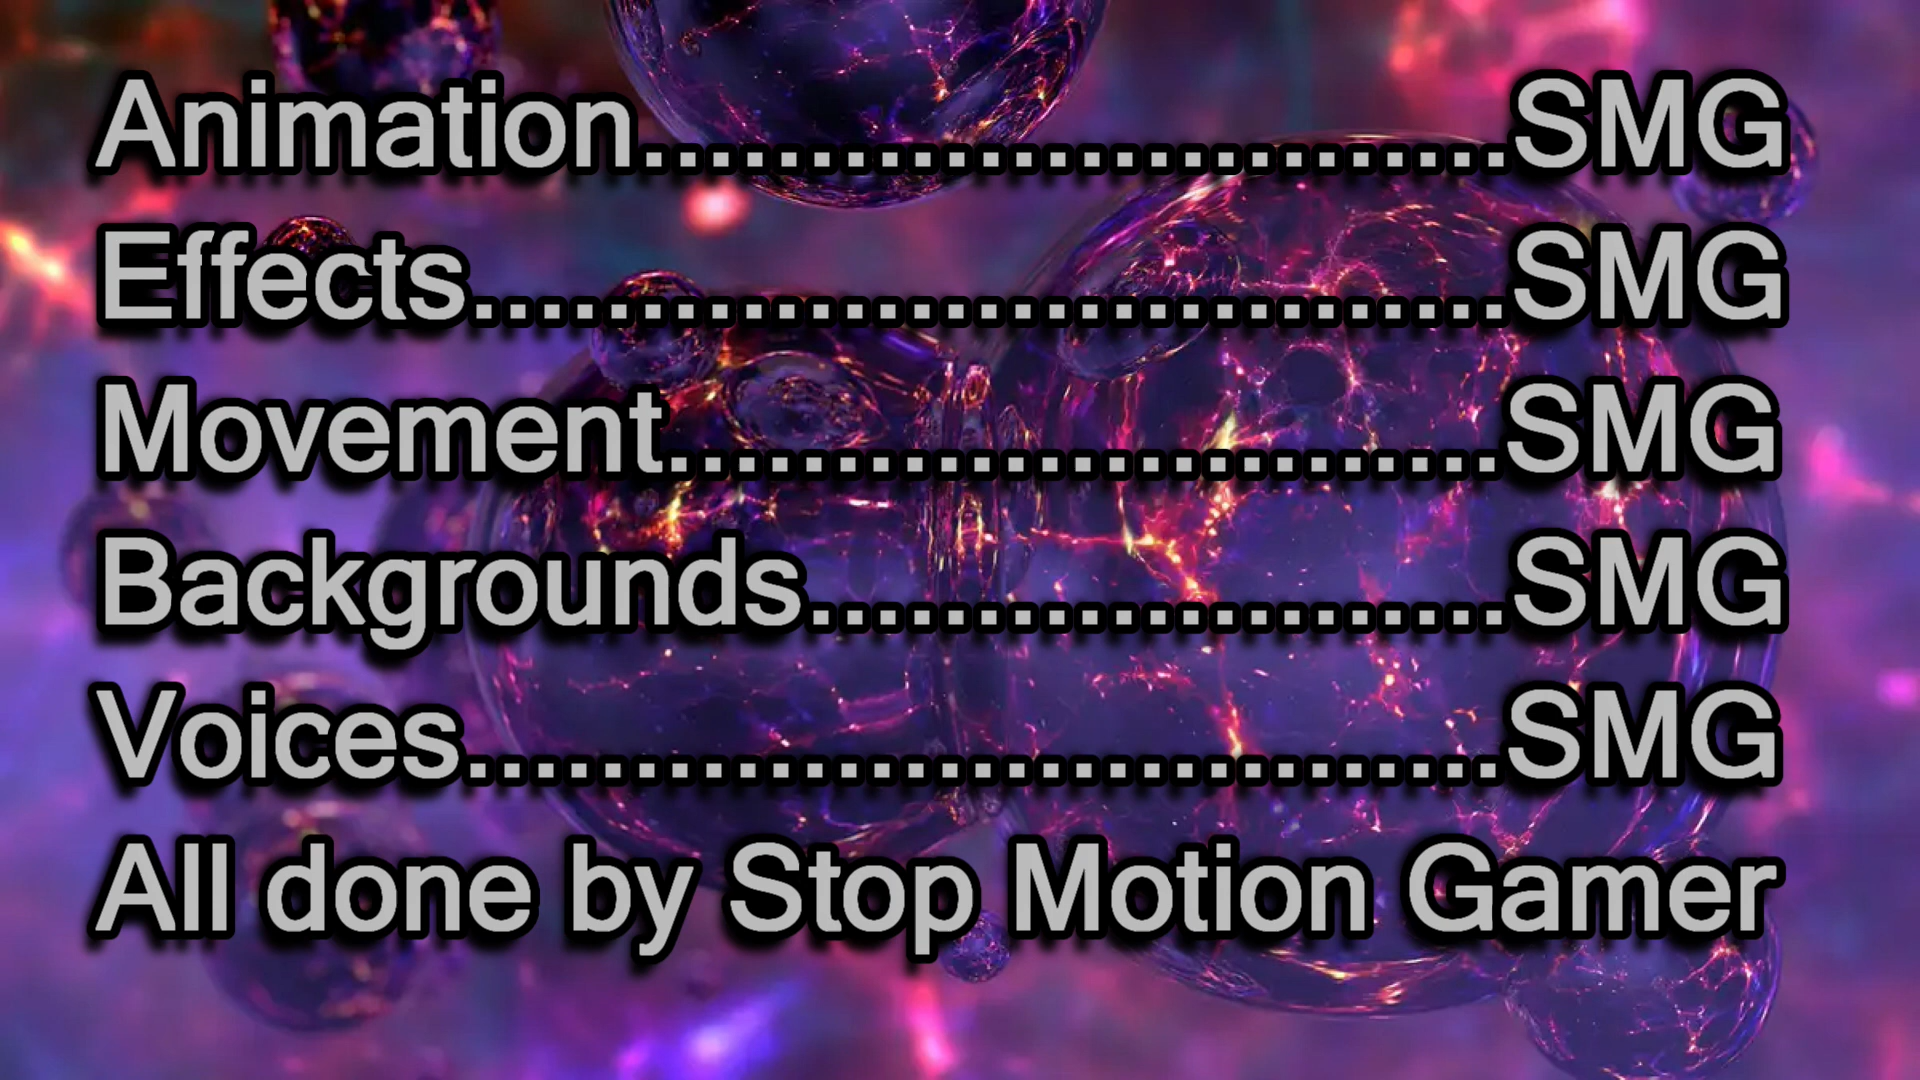 Animation..........................SMG
Effects...............................SMG
Movement.........................SMG
Backgrounds.....................SMG
Voices...............................SMG
All done by Stop Motion Gamer